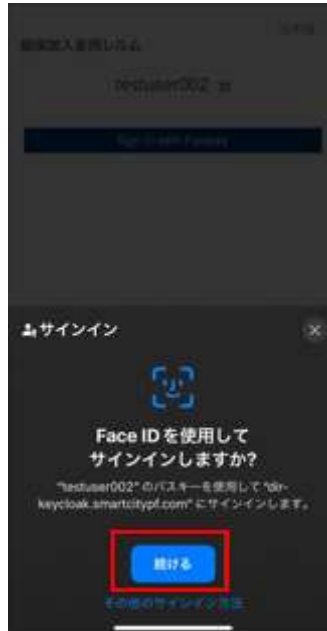 testuser002
Sign in with Passkey
サインイン
Face IDを使用して
サインインしますか?
"testuser002" のパスキーを使用して "dir-
keycloak.smartcitypf.com" にサインインします。
続ける
その他のサインイン方法